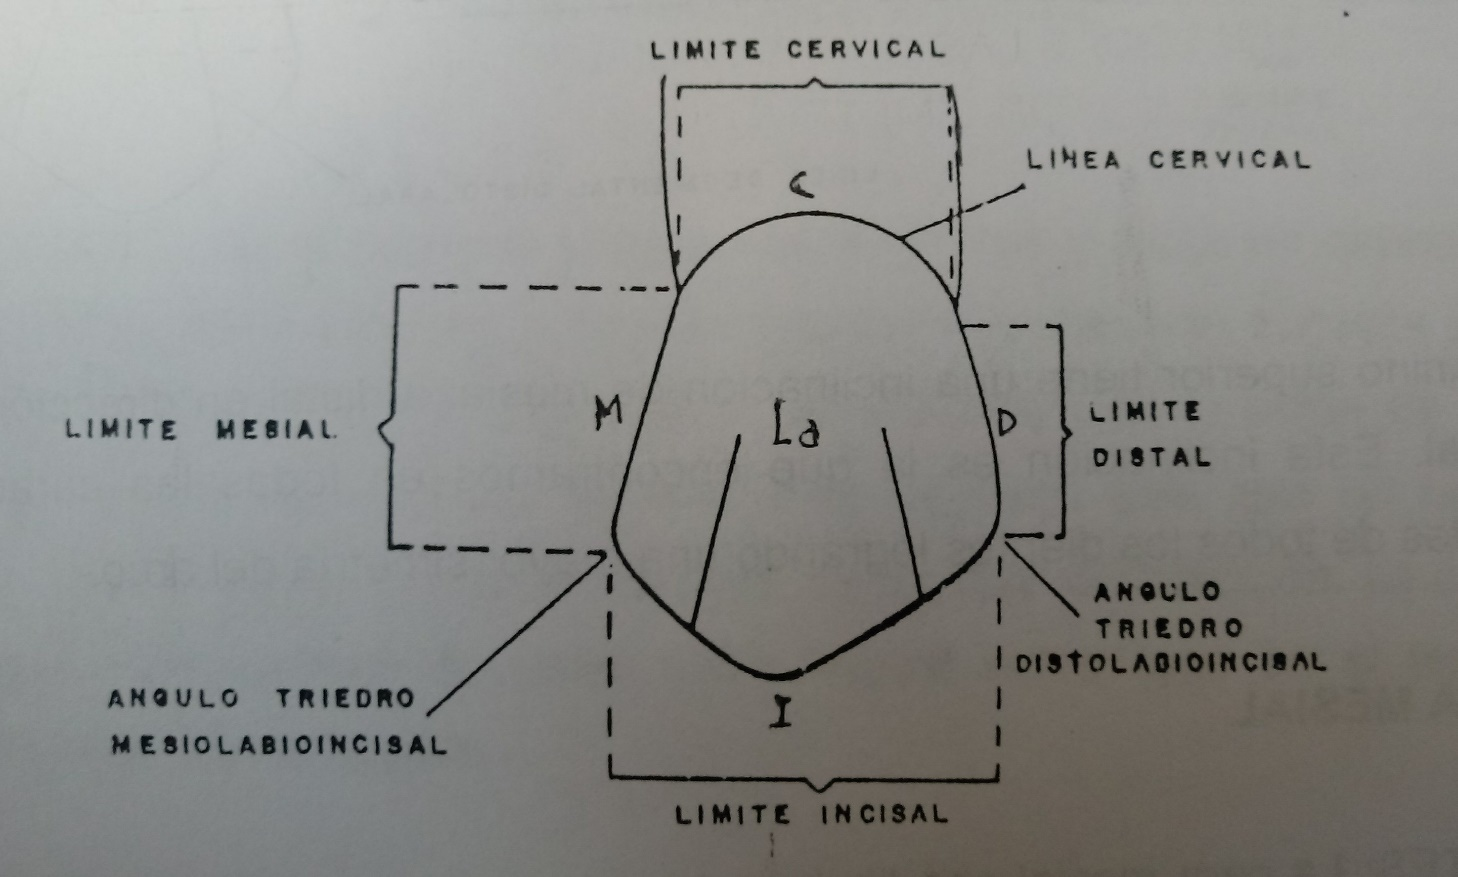 LIMITE CERVICAL
LINEA CERVICAL
C
LIMITE MESIAL
M
La
D
LIMITE
DISTAL
ANGULO
TRIEDRO
DISTOLABIOINCISAL
ANGULO TRIEDRO
MESIOLABIOINCISAL
I
LIMITE INCISAL